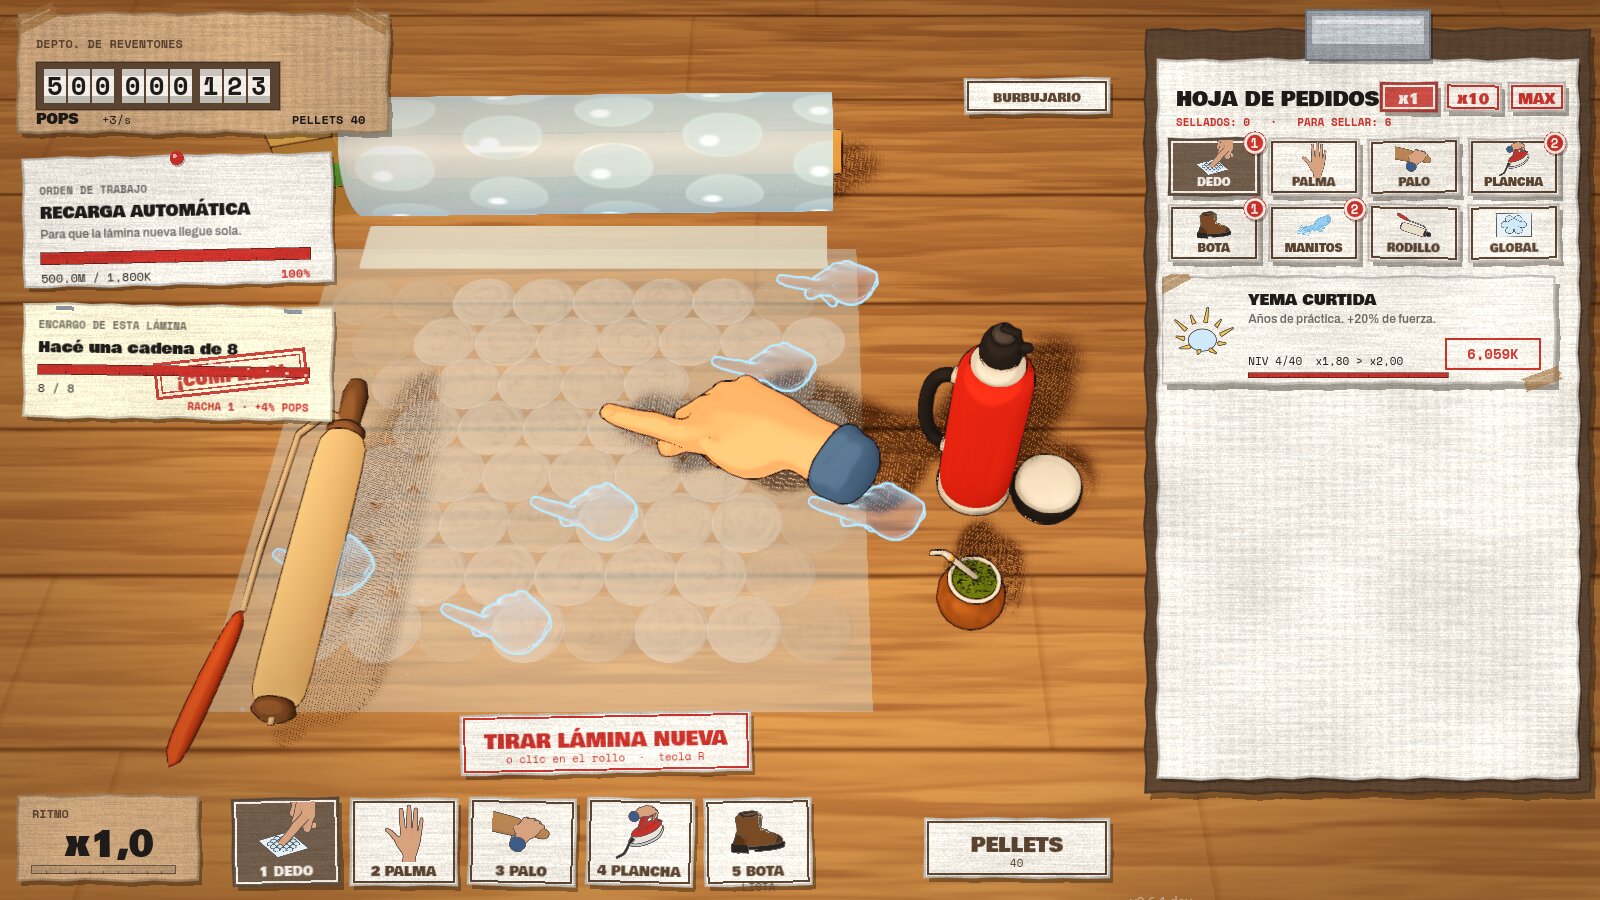 DEPTO. DE REVENTONES
500 000 123
POPS +3/s PELLETS 40
ORDEN DE TRABAJO
RECARGA AUTOMÁTICA
Para que la lámina nueva llegue sola.
500.0M / 1.800K 100%
ENCARGO DE ESTA LÁMINA
Hacé una cadena de 8
8 / 8
RACHA 1 · +4% POPS
BURBUJARIO
HOJA DE PEDIDOS x1 x10 MAX
SELLADOS: 0 · PARA SELLAR: 6
1 2
DEDO PALMA PALO PLANCHA
1 2
BOTA MANITOS RODILLO GLOBAL
YEMA CURTIDA
Años de práctica. +20% de fuerza.
NIV 4/40 x1,80 > x2,00 6.059K
TIRAR LÁMINA NUEVA
o clic en el rollo · tecla R
RITMO
x1,0
1 DEDO 2 PALMA 3 PALO 4 PLANCHA 5 BOTA
PELLETS
40